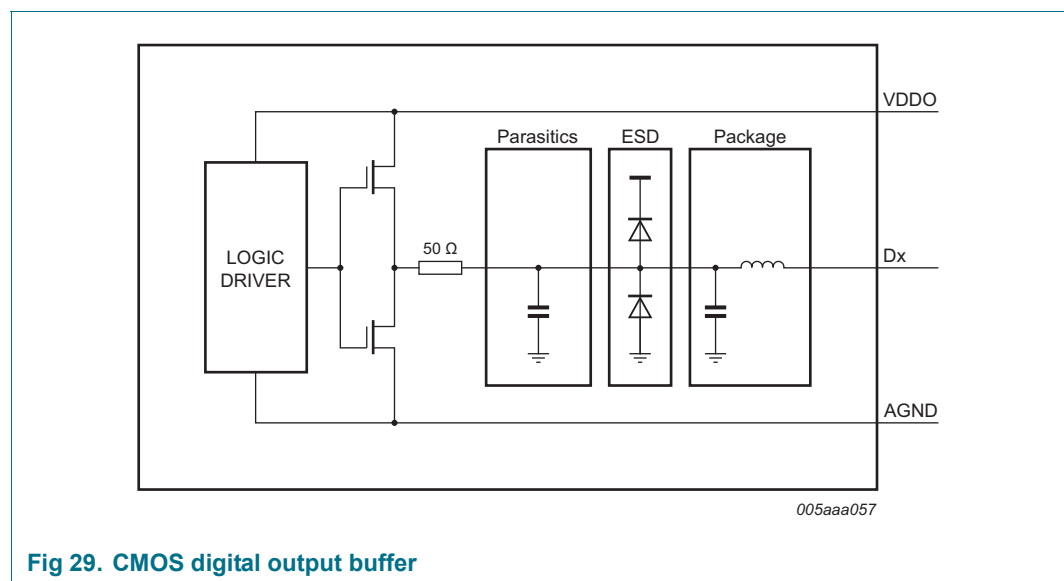 VDDO
Parasitics
ESD
Package
LOGIC
DRIVER
50 Ω
Dx
AGND
005aaa057
Fig 29. CMOS digital output buffer